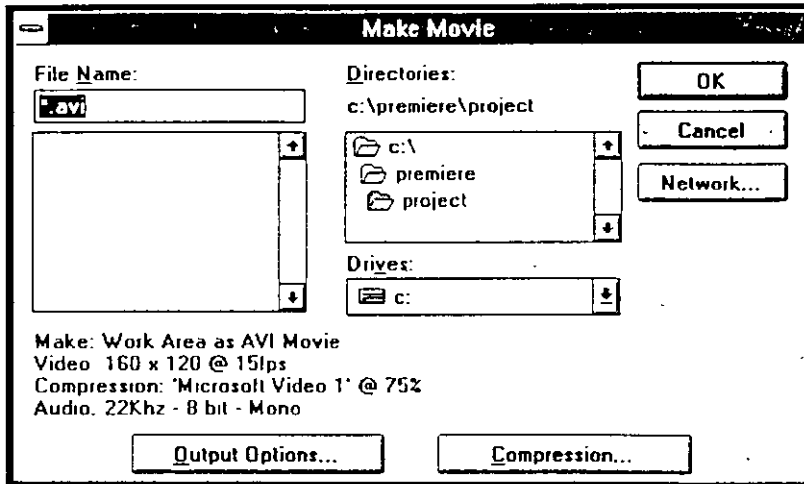 Make Movie
File Name:
*.avi
Directories:
c:\premiere\project
c:\
premiere
project
Drives:
c:
OK
Cancel
Network...
Make: Work Area as AVI Movie
Video 160 x 120 @ 15fps
Compression: 'Microsoft Video 1' @ 75%
Audio. 22Khz - 8 bit - Mono
Output Options...
Compression...